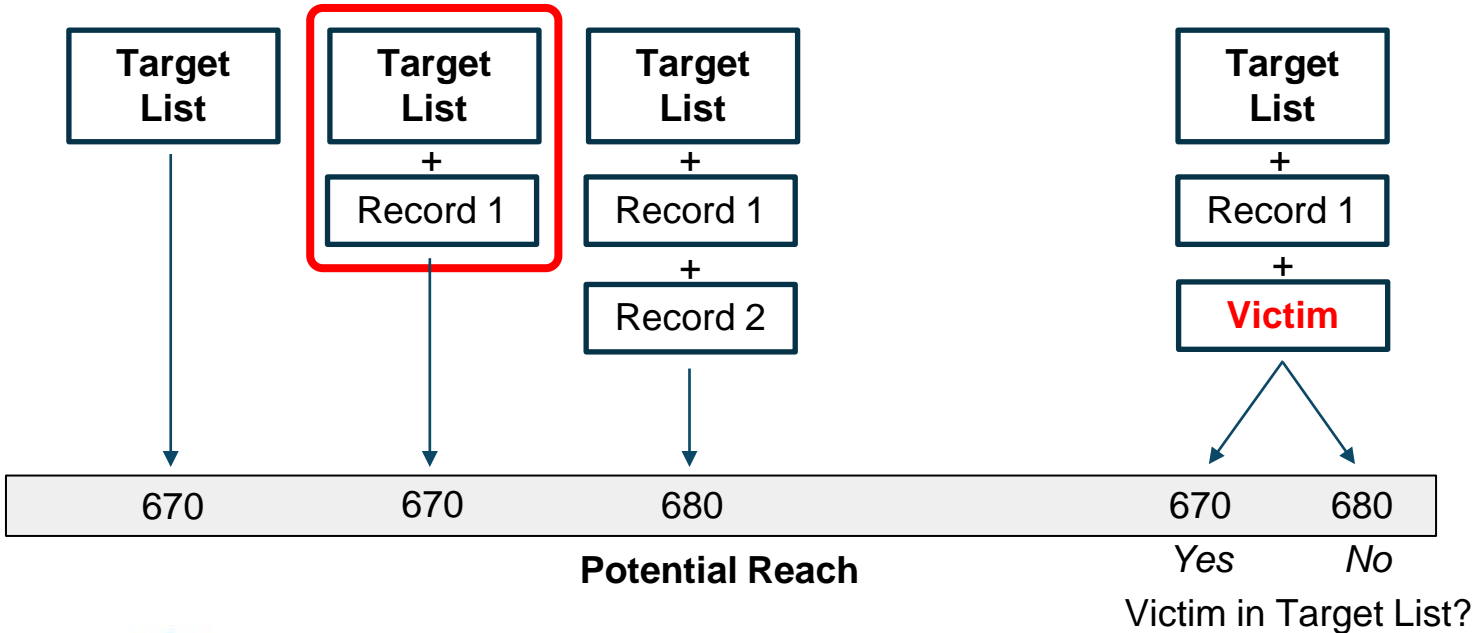 Target
List
Target
List
+
Record 1
Target
List
+
Record 1
+
Record 2
Target
List
+
Record 1
+
Victim
670
670
680
670
680
Potential Reach
Yes
No
Victim in Target List?